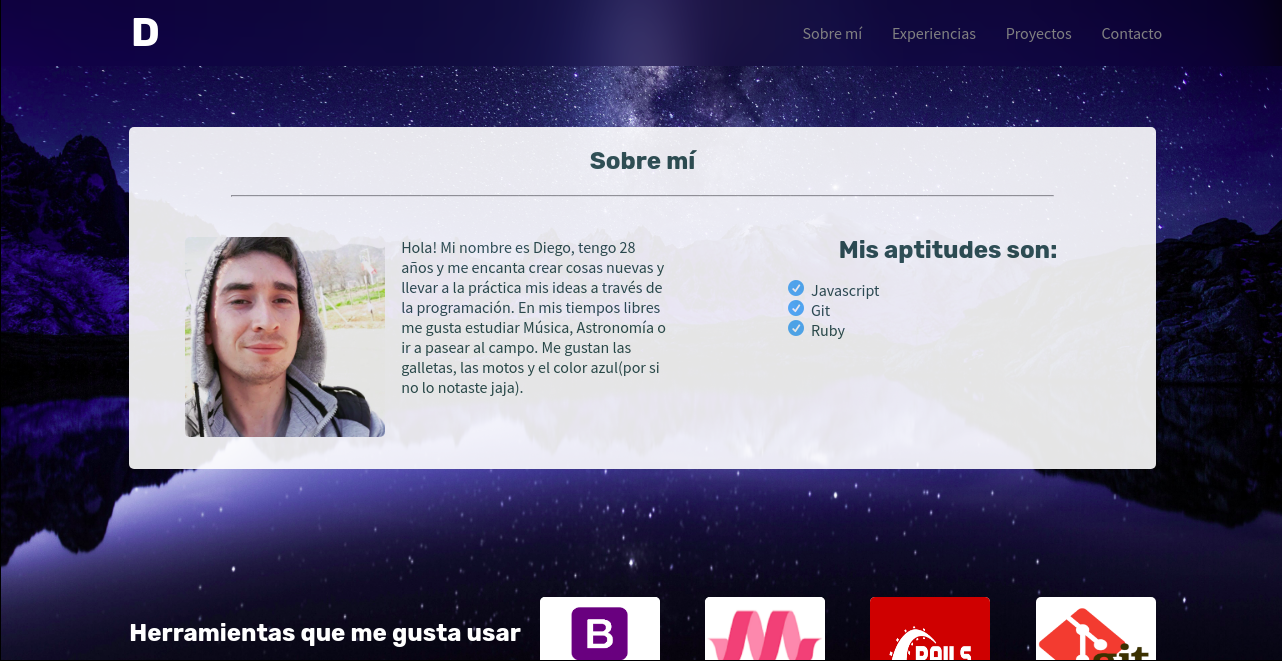 D
Sobre mí
Experiencias
Proyectos
Contacto
Sobre mí
Hola! Mi nombre es Diego, tengo 28
años y me encanta crear cosas nuevas y
llevar a la práctica mis ideas a través de
la programación. En mis tiempos libres
me gusta estudiar Música, Astronomía o
ir a pasear al campo. Me gustan las
galletas, las motos y el color azul(por si
no lo notaste jaja).
Mis aptitudes son:
Javascript
Git
Ruby
Herramientas que me gusta usar
B
RAILS
git